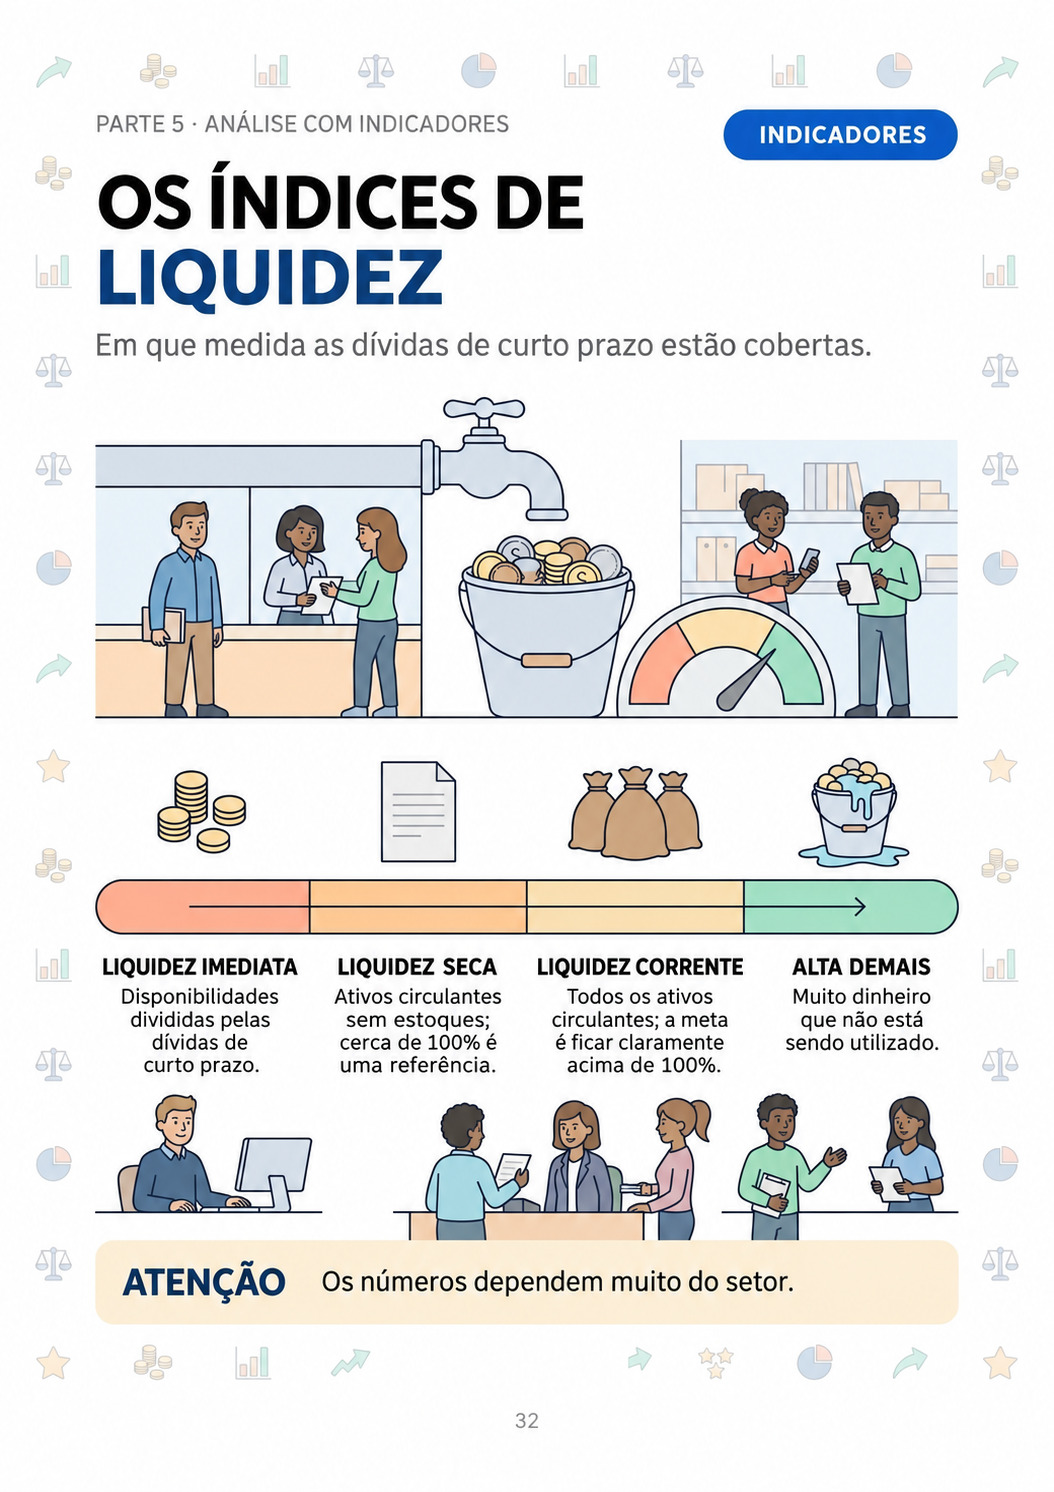 PARTE 5 · ANÁLISE COM INDICADORES
INDICADORES
OS ÍNDICES DE
LIQUIDEZ
Em que medida as dívidas de curto prazo estão cobertas.
LIQUIDEZ IMEDIATA
Disponibilidades
divididas pelas
dívidas de
curto prazo.
LIQUIDEZ SECA
Ativos circulantes
sem estoques;
cerca de 100% é
uma referência.
LIQUIDEZ CORRENTE
Todos os ativos
circulantes; a meta
é ficar claramente
acima de 100%.
ALTA DEMAIS
Muito dinheiro
que não está
sendo utilizado.
ATENÇÃO
Os números dependem muito do setor.
32